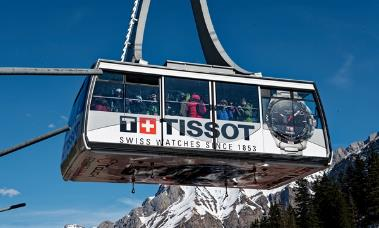 T+ TISSOT
SWISS WATCHES SINCE 1853